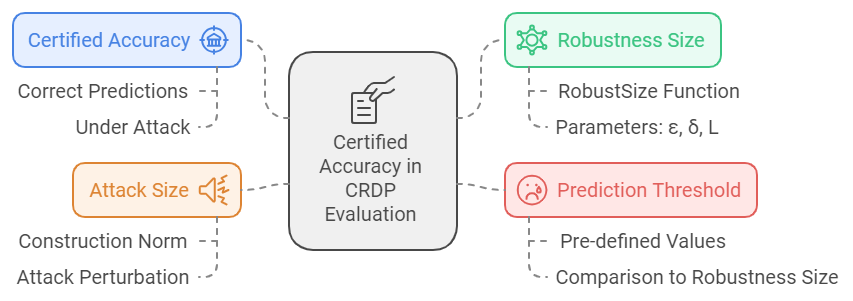 Certified Accuracy
Correct Predictions
Under Attack
Attack Size
Construction Norm
Attack Perturbation
Certified
Accuracy in
CRDP
Evaluation
Robustness Size
RobustSize Function
Parameters: ε, δ, L
Prediction Threshold
Pre-defined Values
Comparison to Robustness Size